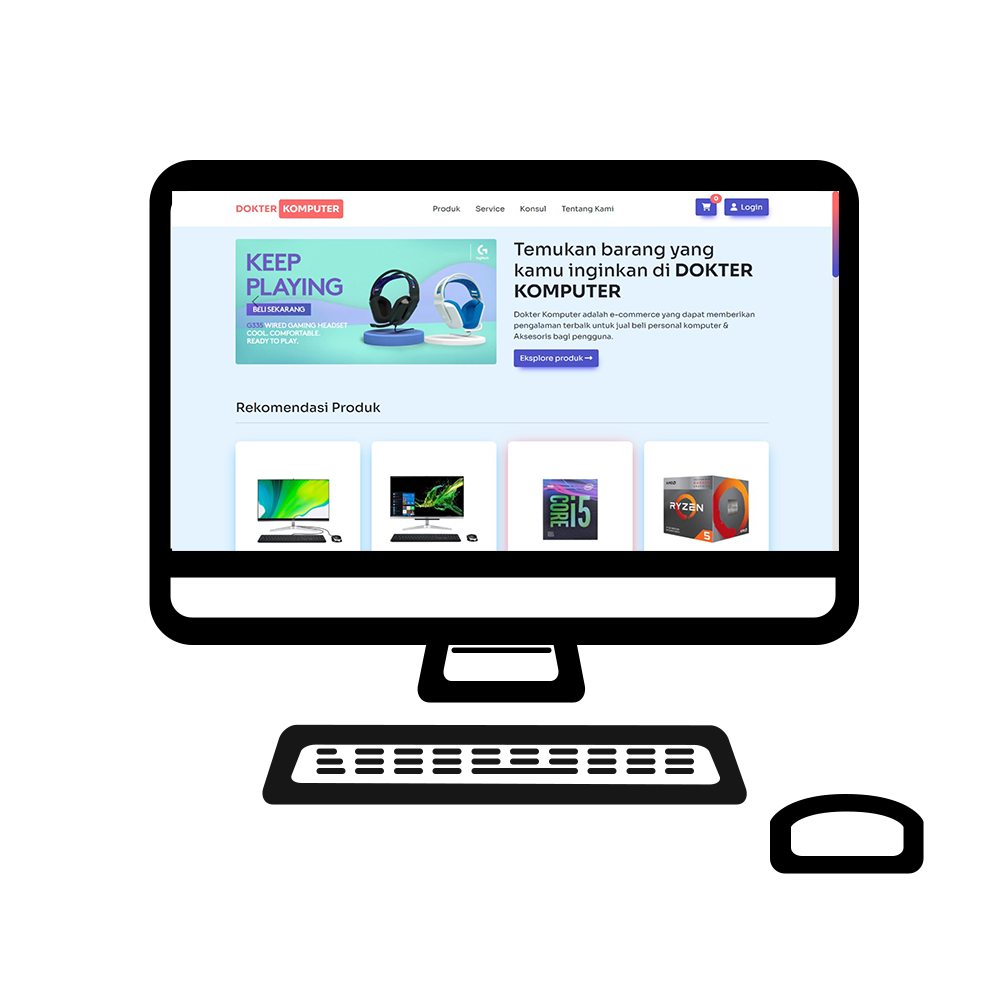 DOKTER KOMPUTER
Produk Service Konsul Tentang Kami
0
Login
KEEP
PLAYING
BELI SEKARANG
G335 WIRED GAMING HEADSET
COOL. COMFORTABLE.
READY TO PLAY.
logitech
Temukan barang yang
kamu inginkan di DOKTER
KOMPUTER
Dokter Komputer adalah e-commerce yang dapat memberikan
pengalaman terbaik untuk jual beli personal komputer &
Aksesoris bagi pengguna.
Eksplore produk
Rekomendasi Produk
CORE i5
AMD
RYZEN
5